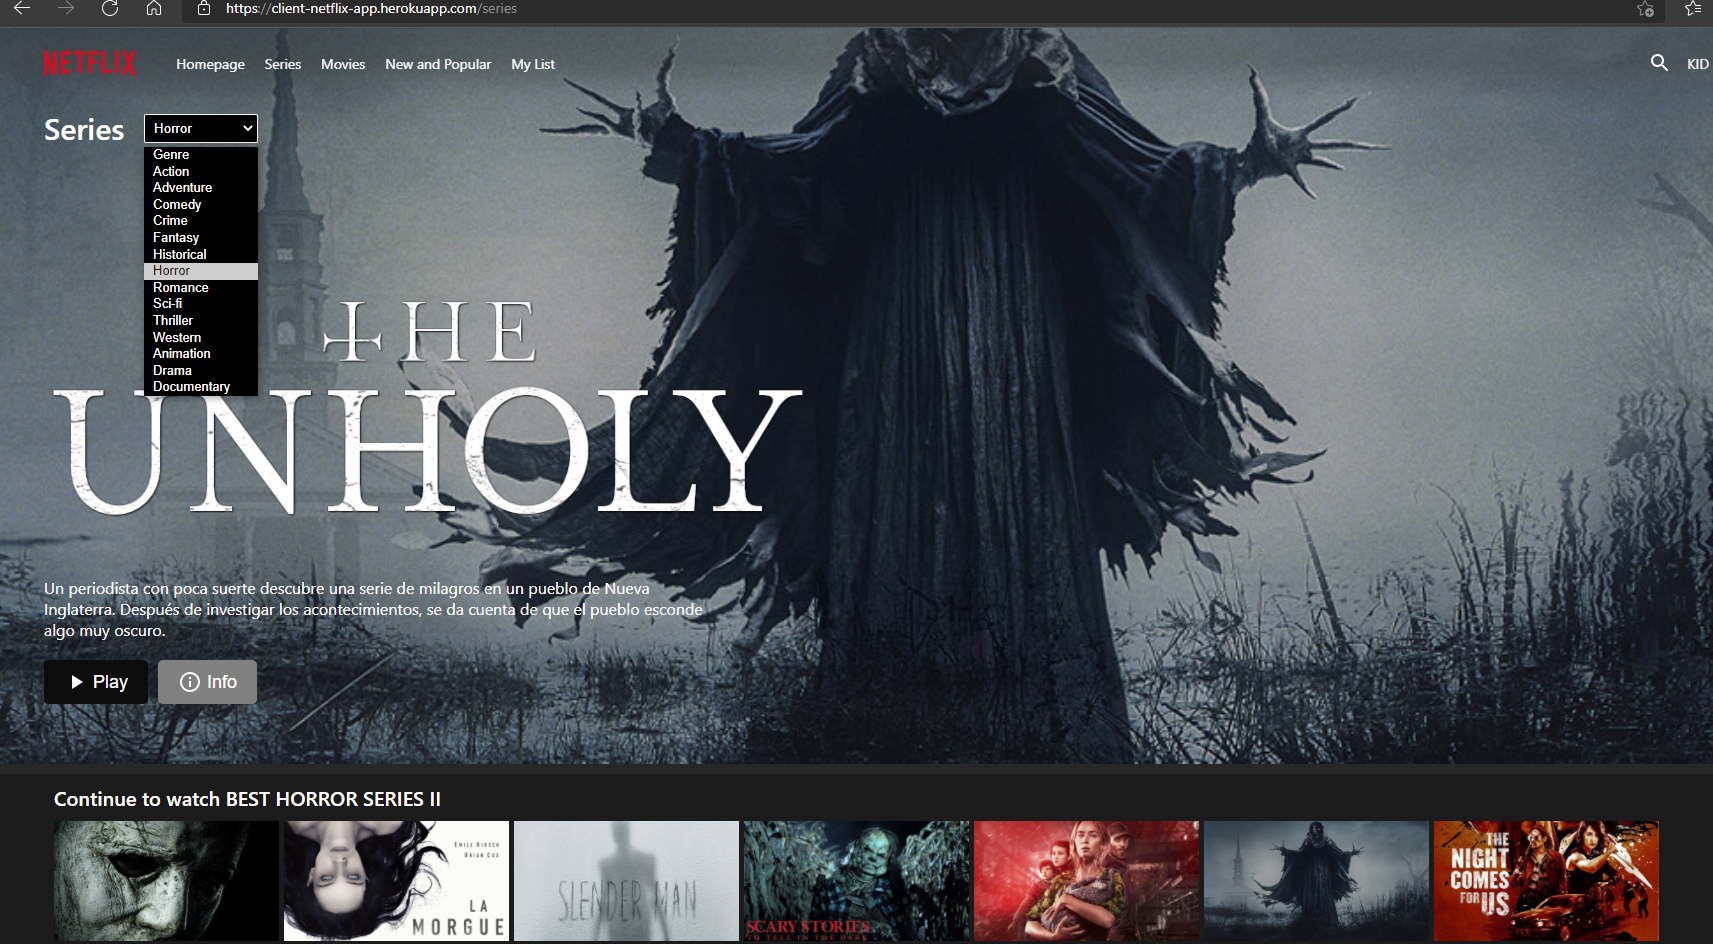 https://client-netflix-app.herokuapp.com/series
NETFLIX
Homepage
Series
Movies
New and Popular
My List
KID
Series
Horror
Genre
Action
Adventure
Comedy
Crime
Fantasy
Historical
Horror
Romance
Sci-fi
Thriller
Western
Animation
Drama
Documentary
THE
UNHOLY
Un periodista con poca suerte descubre una serie de milagros en un pueblo de Nueva
Inglaterra. Después de investigar los acontecimientos, se da cuenta de que el pueblo esconde
algo muy oscuro.
Play
Info
Continue to watch BEST HORROR SERIES II
EMILE HIRSCH
BRIAN COX
LA
MORGUE
SLENDER MAN
SCARY STORIES
TO TELL IN THE DARK
THE
NIGHT
COMES
FOR US